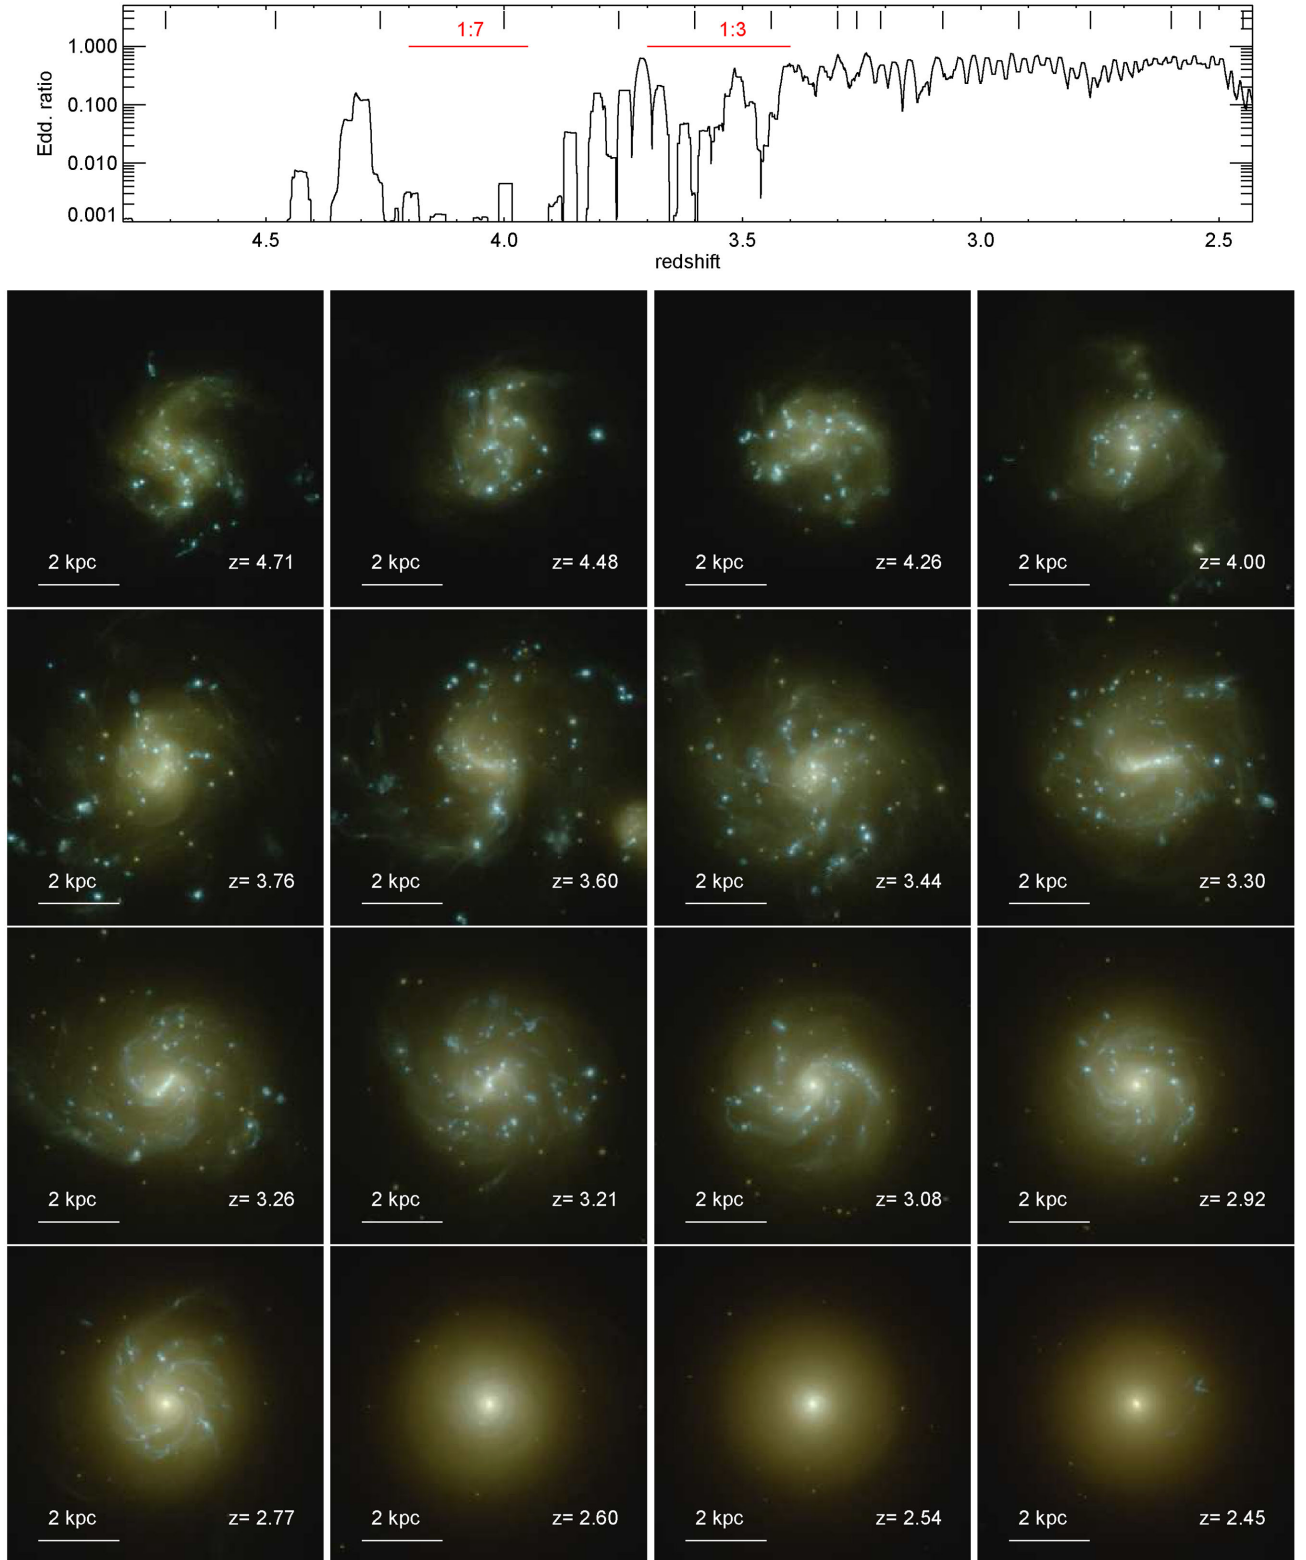 1:7
1:3
1.000
0.100
0.010
0.001
Edd. ratio
4.5 4.0 3.5 3.0 2.5
redshift
2 kpc z= 4.71
2 kpc z= 4.48
2 kpc z= 4.26
2 kpc z= 4.00
2 kpc z= 3.76
2 kpc z= 3.60
2 kpc z= 3.44
2 kpc z= 3.30
2 kpc z= 3.26
2 kpc z= 3.21
2 kpc z= 3.08
2 kpc z= 2.92
2 kpc z= 2.77
2 kpc z= 2.60
2 kpc z= 2.54
2 kpc z= 2.45